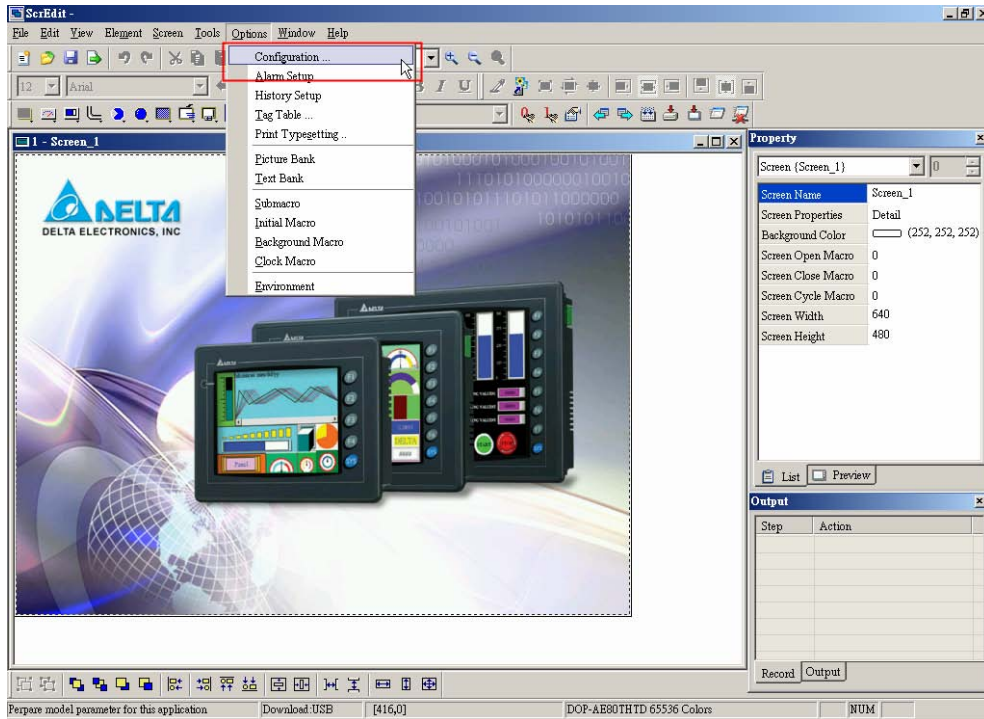 ScrEdit -
File Edit View Element Screen Tools Options Window Help
Configuration ...
Alarm Setup
History Setup
Tag Table ...
Print Typesetting ..
Picture Bank
Text Bank
Submacro
Initial Macro
Background Macro
Clock Macro
Environment
12 Arial
I U
1 - Screen_1
DELTA
DELTA ELECTRONICS, INC
Property
Screen {Screen_1} 0
Screen Name Screen_1
Screen Properties Detail
Background Color (252, 252, 252)
Screen Open Macro 0
Screen Close Macro 0
Screen Cycle Macro 0
Screen Width 640
Screen Height 480
List Preview
Output
Step Action
Record Output
Perpare model parameter for this application Download:USB [416,0] DOP-AE80THTD 65536 Colors NUM